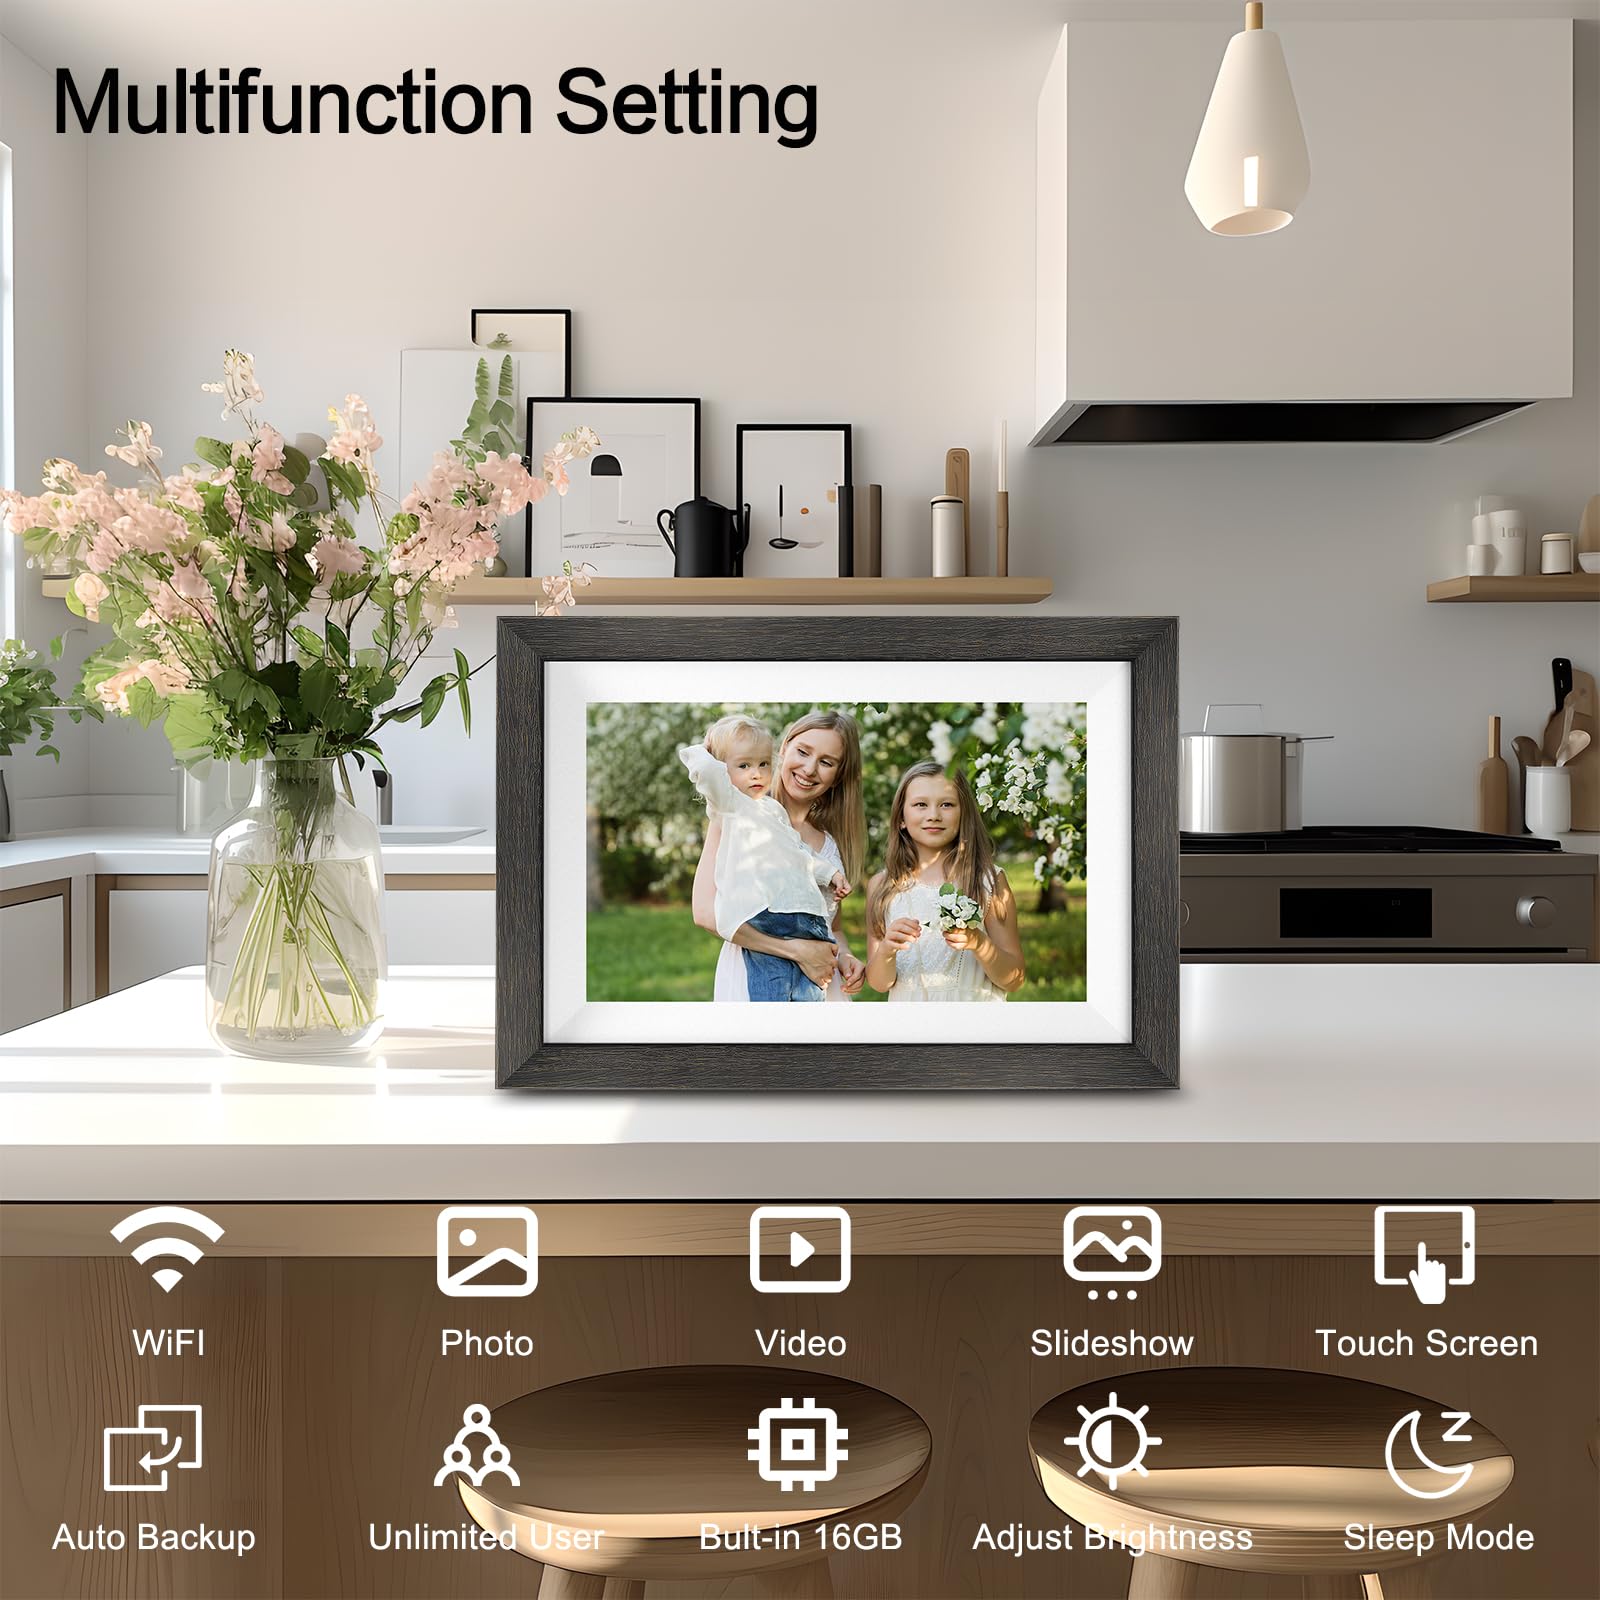 Multifunction Setting
WiFI
Photo
Video
Slideshow
Touch Screen
Auto Backup
Unlimited User
Bult-in 16GB
Adjust Brightness
Sleep Mode